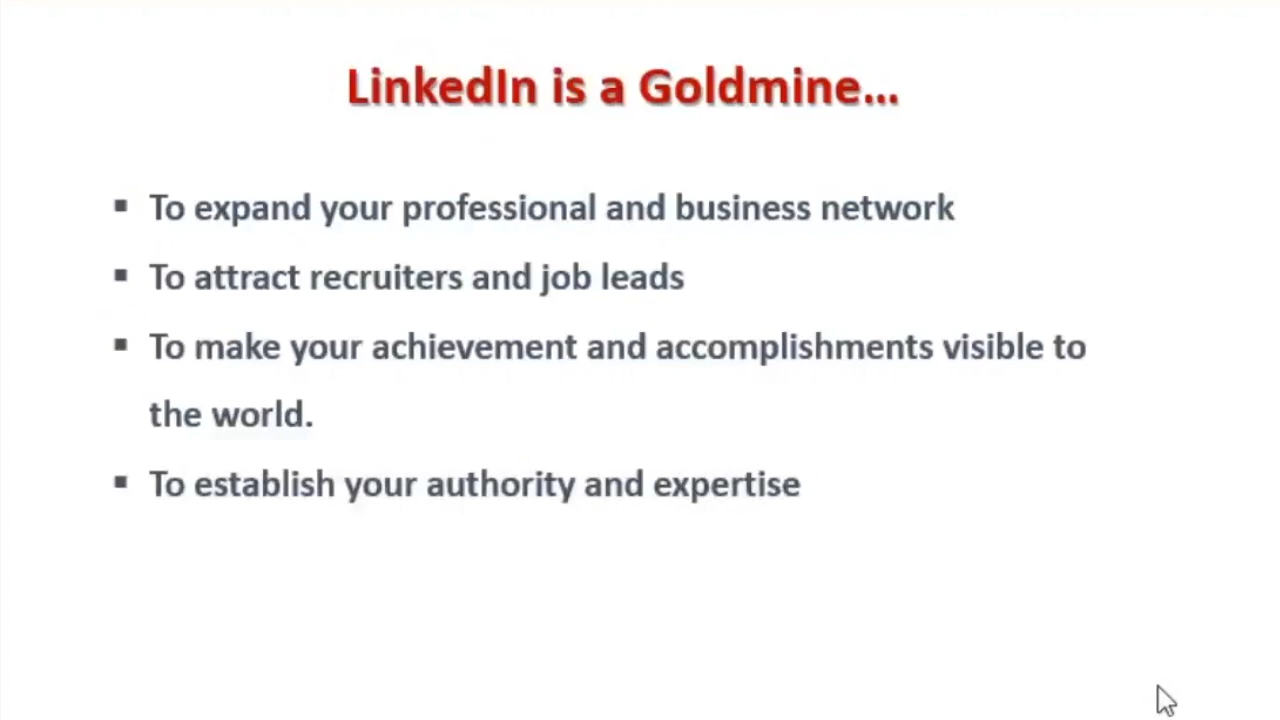 LinkedIn is a Goldmine...
▪ To expand your professional and business network
▪ To attract recruiters and job leads
▪ To make your achievement and accomplishments visible to
the world.
▪ To establish your authority and expertise